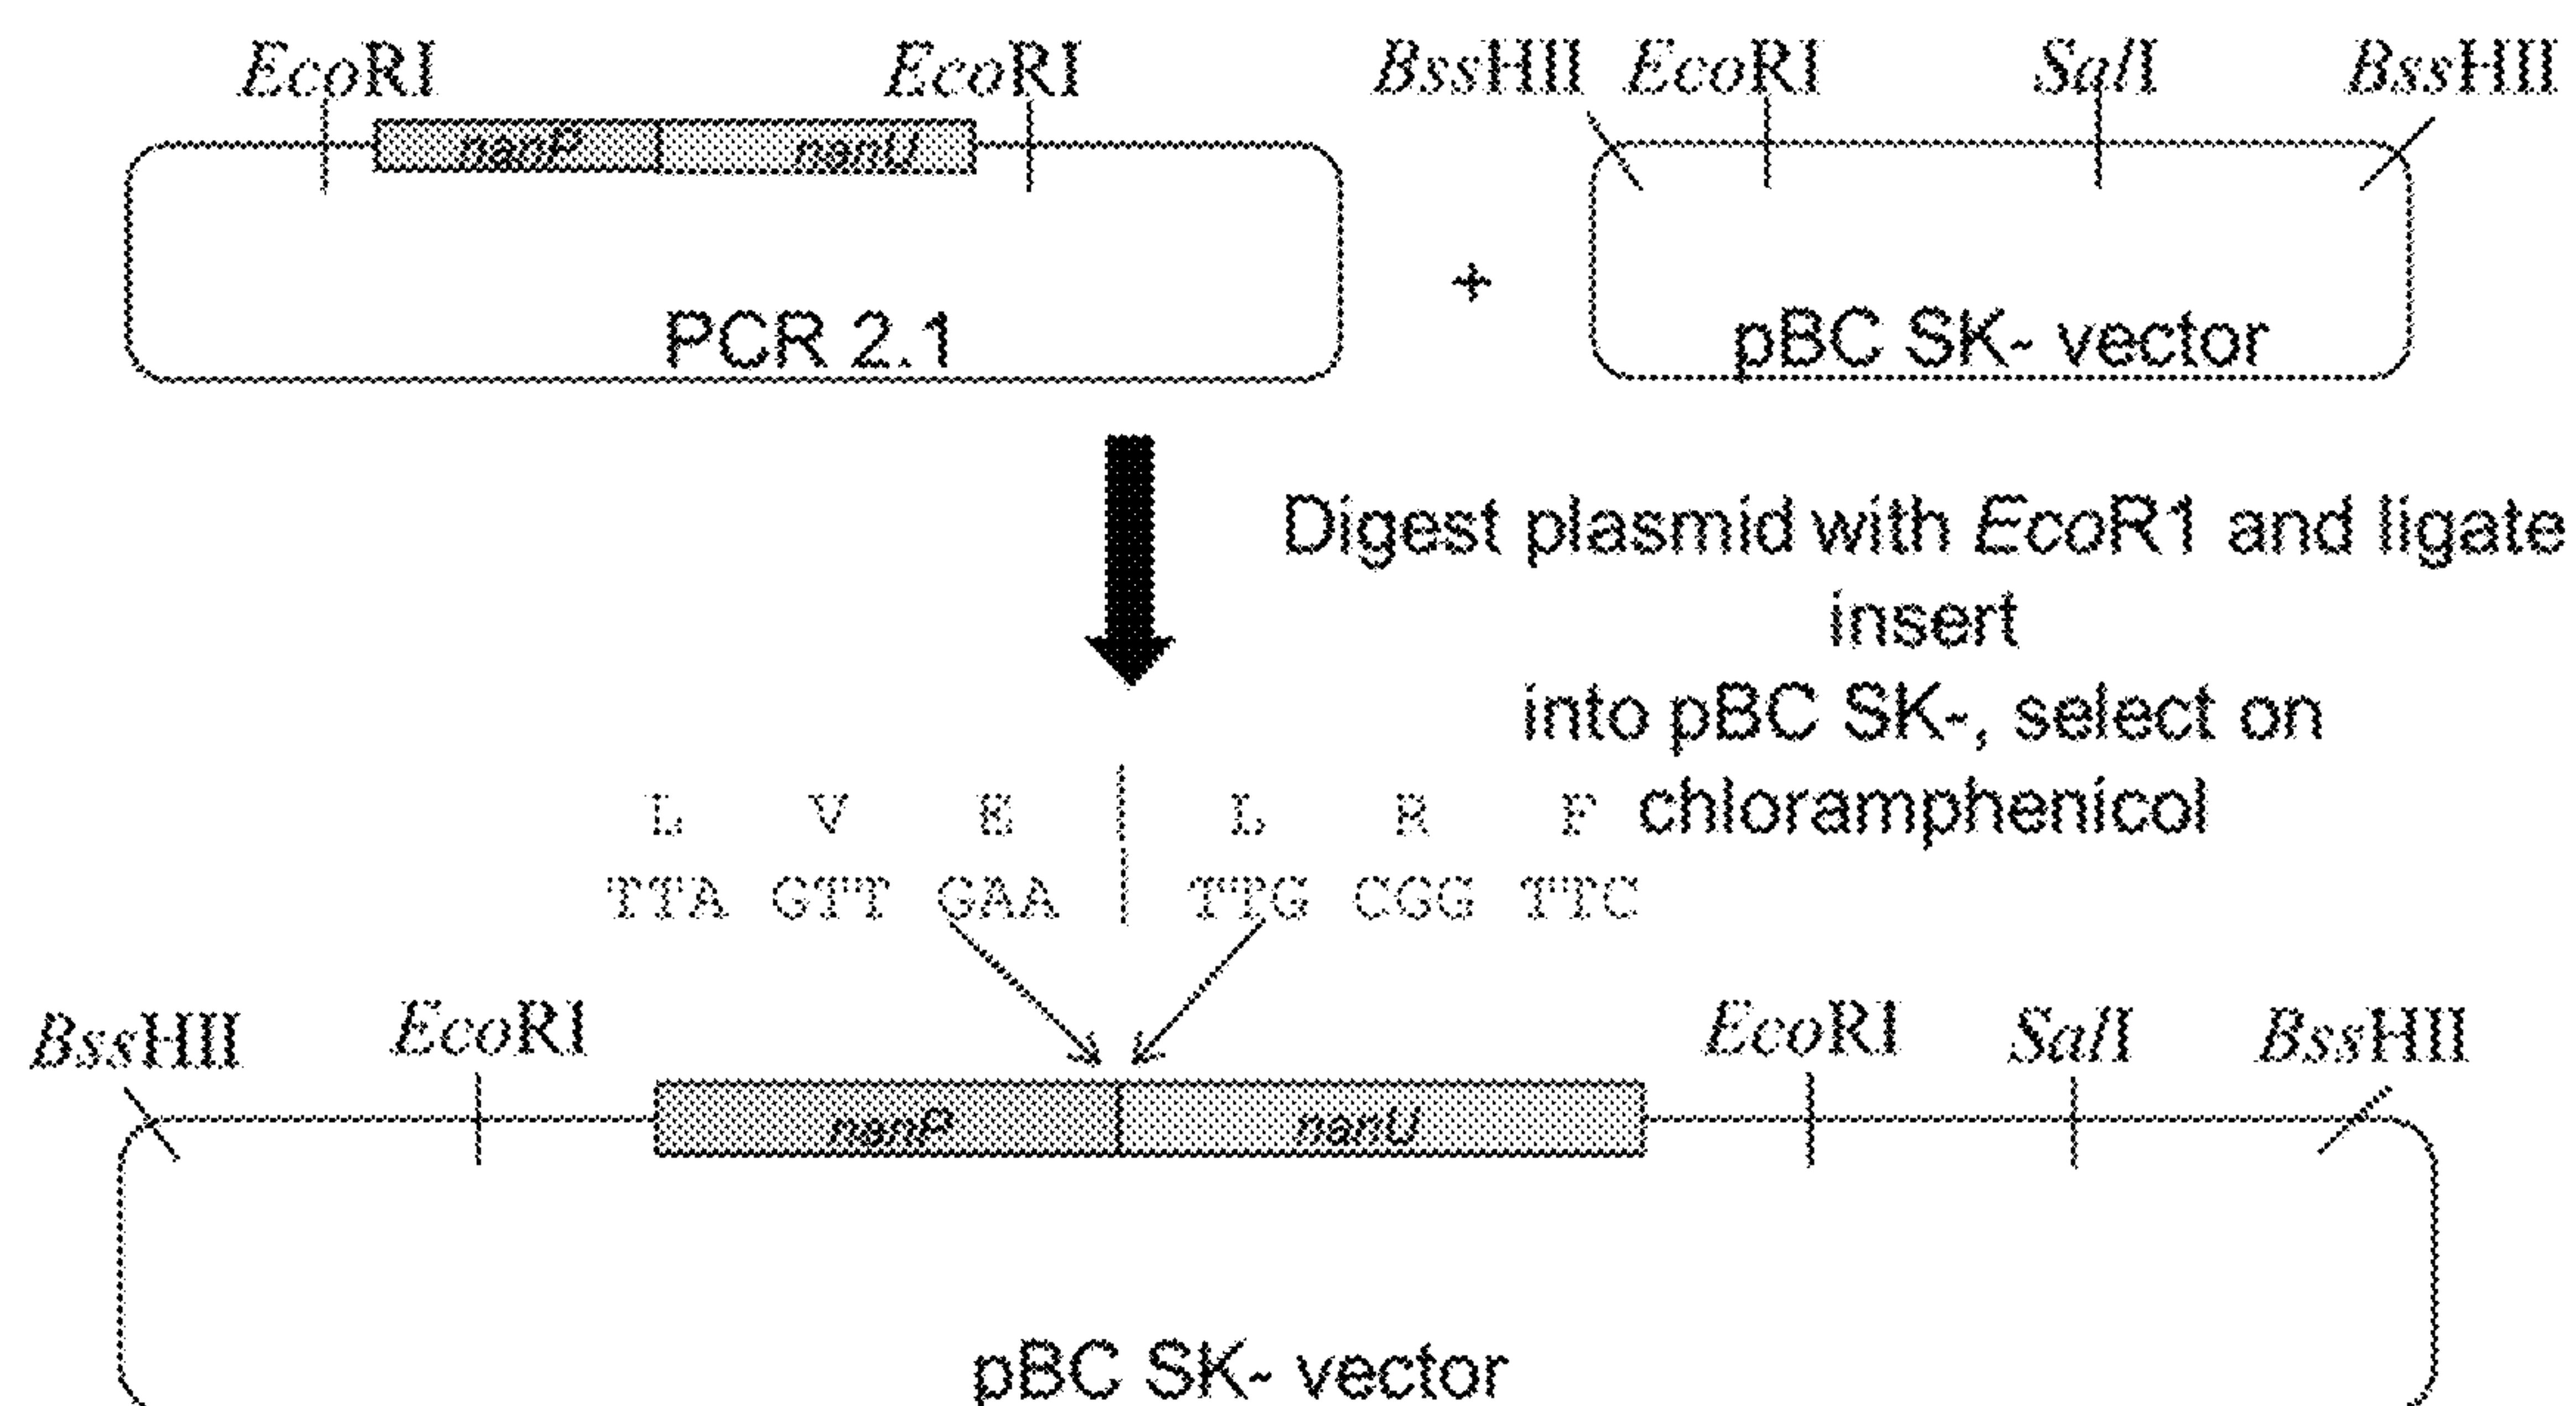 EcoRI EcoRI BssHII EcoRI SalI BssHII
nanP nanU
+
PCR 2.1 pBC SK- vector
Digest plasmid with EcoR1 and ligate
insert
into pBC SK-, select on
chloramphenicol
L V E L R F
TTA GTT GAA TTG CGG TTC
BssHII EcoRI EcoRI SalI BssHII
nanP nanU
pBC SK- vector